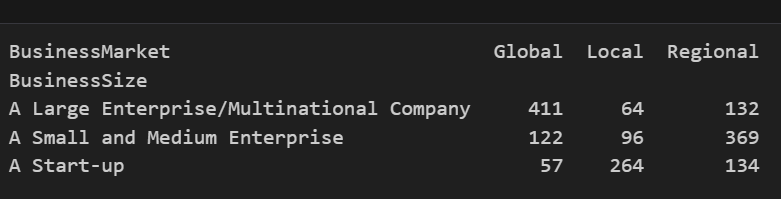 BusinessMarket Global Local Regional
BusinessSize
A Large Enterprise/Multinational Company 411 64 132
A Small and Medium Enterprise 122 96 369
A Start-up 57 264 134